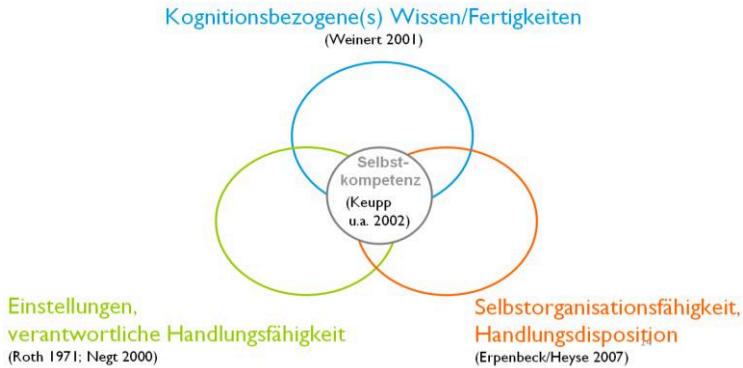 Kognitionsbezogene(s) Wissen/Fertigkeiten
(Weinert 2001)
Selbst-
kompetenz
(Keupp
u.a. 2002)
Einstellungen,
verantwortliche Handlungsfähigkeit
(Roth 1971; Negt 2000)
Selbstorganisationsfähigkeit,
Handlungsdisposition
(Erpenbeck/Heyse 2007)